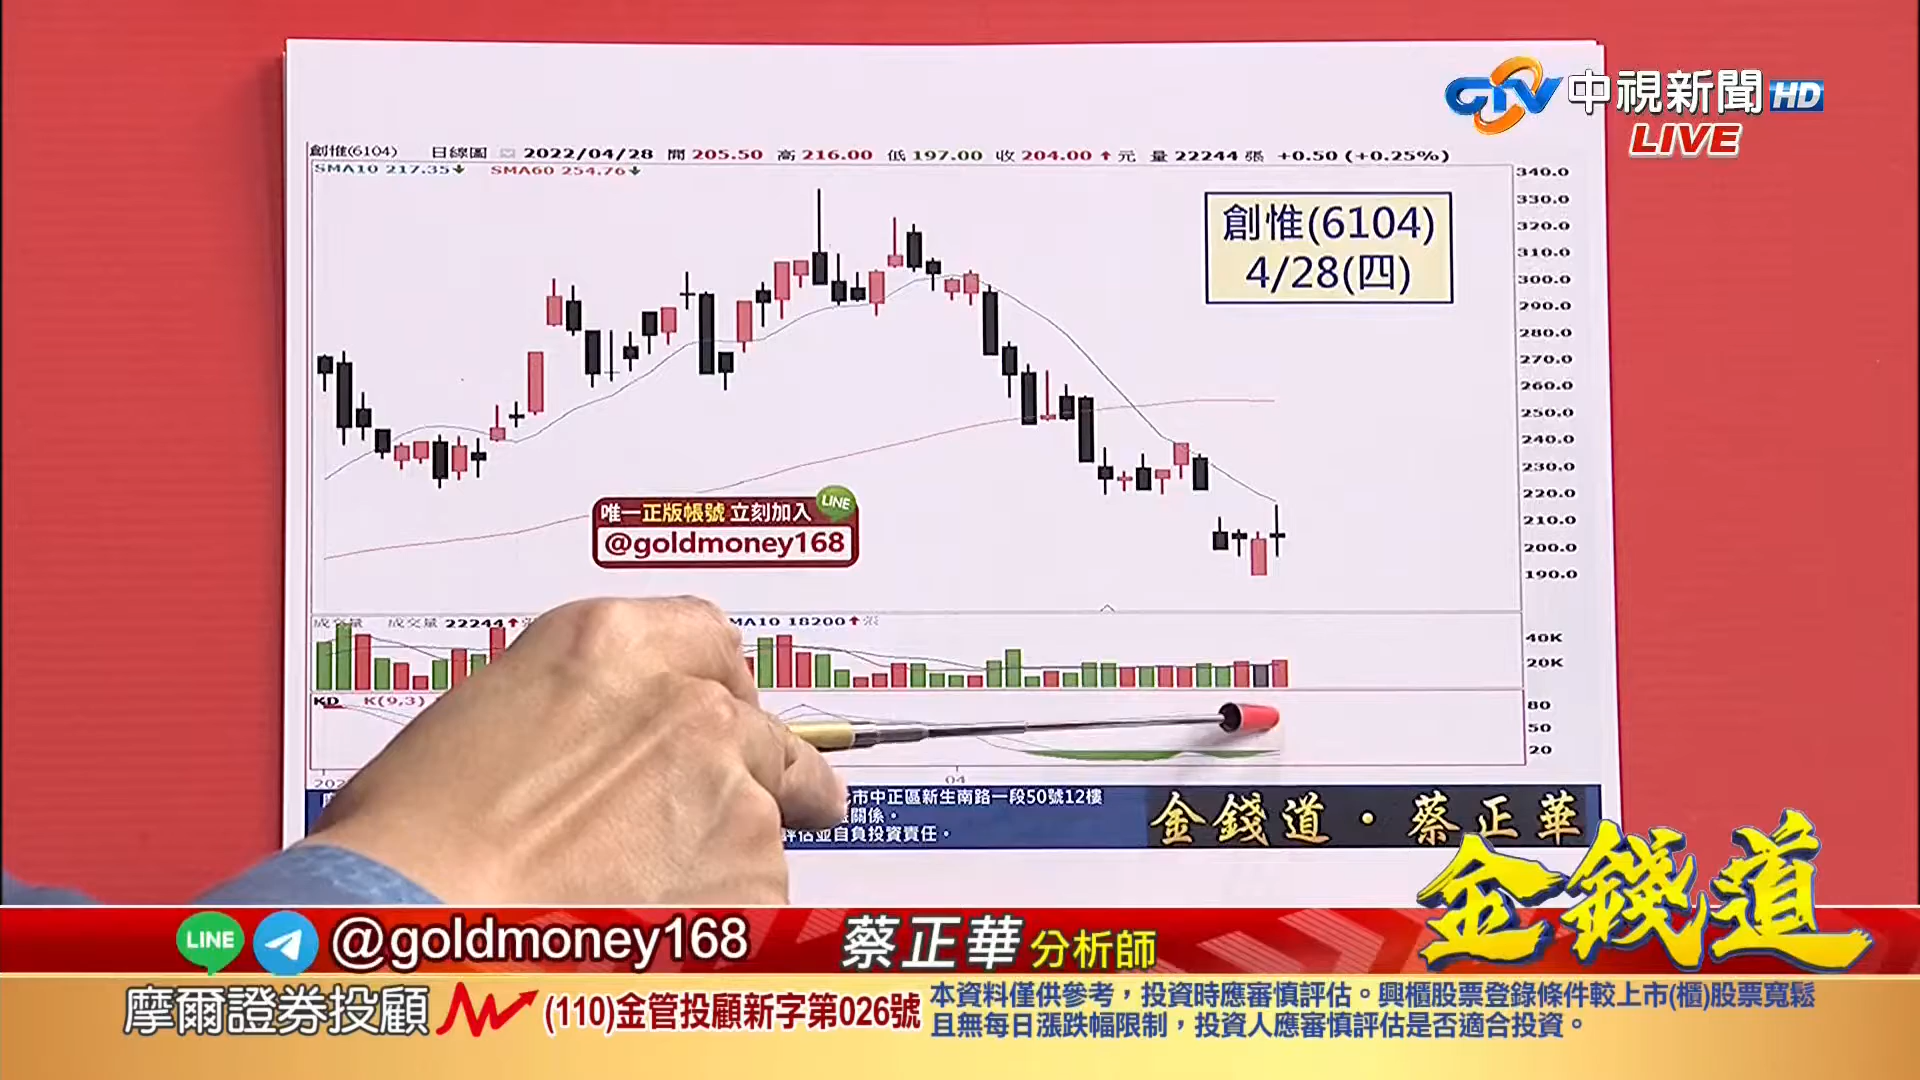 CTV 中視新聞 HD
LIVE
創惟(6104) 日線圖 2022/04/28 開 205.50 高 216.00 低 197.00 收 204.00 ↑ 元 量 22244 張 +0.50 (+0.25%)
SMA10 217.35↓ SMA60 254.76↓
創惟(6104)
4/28(四)
340.0
330.0
320.0
310.0
300.0
290.0
280.0
270.0
260.0
250.0
240.0
230.0
220.0
210.0
200.0
190.0
唯一正版帳號 立刻加入 LINE
@goldmoney168
成交量 成交量 22244↑張 MA10 18200↑張
40K
20K
KD K(9,3)
80
50
20
04
市中正區新生南路一段50號12樓
關係。
評估並自負投資責任。
金錢道・蔡正華
金錢道
LINE @goldmoney168 蔡正華 分析師
摩爾證券投顧 (110)金管投顧新字第026號
本資料僅供參考，投資時應審慎評估。興櫃股票登錄條件較上市(櫃)股票寬鬆
且無每日漲跌幅限制，投資人應審慎評估是否適合投資。